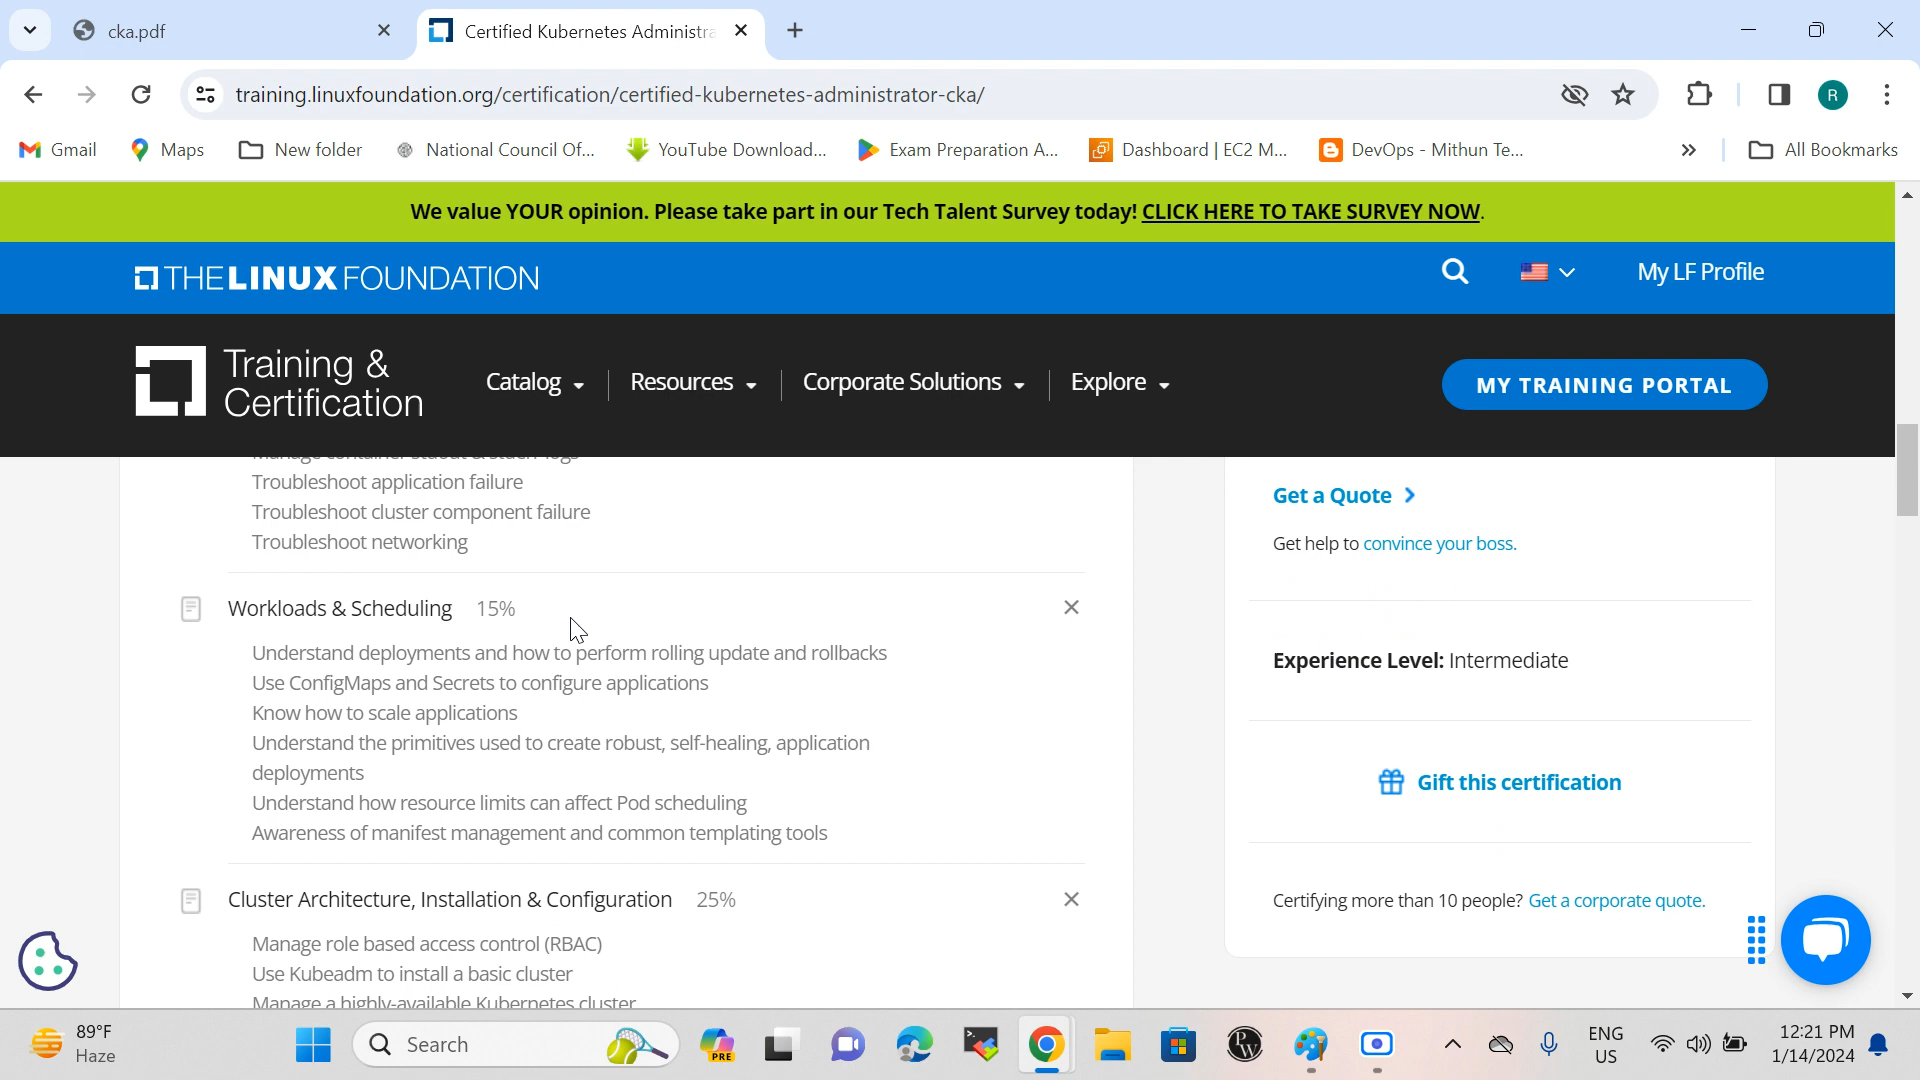 cka.pdf
Certified Kubernetes Administra
training.linuxfoundation.org/certification/certified-kubernetes-administrator-cka/
R
Gmail
Maps
New folder
National Council Of...
YouTube Download...
Exam Preparation A...
Dashboard | EC2 M...
DevOps - Mithun Te...
All Bookmarks
We value YOUR opinion. Please take part in our Tech Talent Survey today! CLICK HERE TO TAKE SURVEY NOW.
THE LINUX FOUNDATION
My LF Profile
Training &
Certification
Catalog
Resources
Corporate Solutions
Explore
MY TRAINING PORTAL
Troubleshoot application failure
Troubleshoot cluster component failure
Troubleshoot networking
Workloads & Scheduling 15%
Understand deployments and how to perform rolling update and rollbacks
Use ConfigMaps and Secrets to configure applications
Know how to scale applications
Understand the primitives used to create robust, self-healing, application
deployments
Understand how resource limits can affect Pod scheduling
Awareness of manifest management and common templating tools
Cluster Architecture, Installation & Configuration 25%
Manage role based access control (RBAC)
Use Kubeadm to install a basic cluster
Manage a highly-available Kubernetes cluster
Get a Quote
Get help to convince your boss.
Experience Level: Intermediate
Gift this certification
Certifying more than 10 people? Get a corporate quote.
89°F
Haze
Search
PRE
ENG
US
12:21 PM
1/14/2024